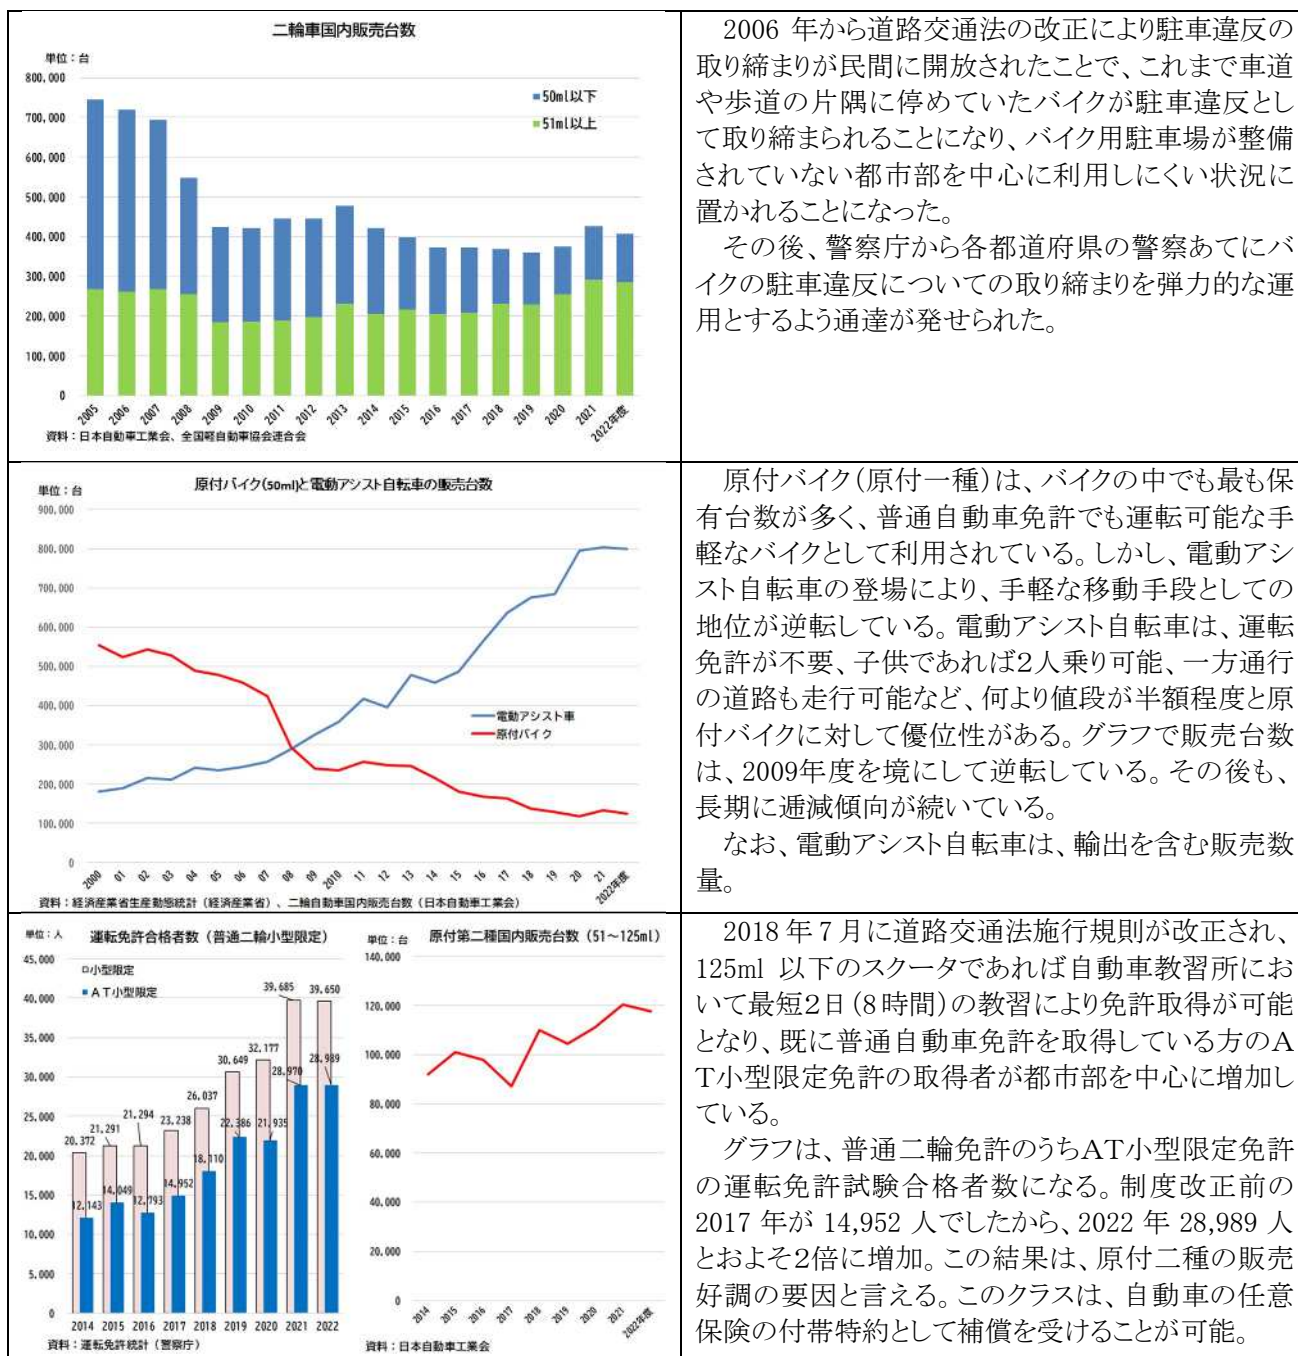 二輪車国内販売台数
単位：台
800,000
700,000
600,000
500,000
400,000
300,000
200,000
100,000
0
50ml以下
51ml以上
2005 2006 2007 2008 2009 2010 2011 2012 2013 2014 2015 2016 2017 2018 2019 2020 2021 2022年度
資料：日本自動車工業会、全国軽自動車協会連合会
2006 年から道路交通法の改正により駐車違反の
取り締まりが民間に開放されたことで、これまで車道
や歩道の片隅に停めていたバイクが駐車違反とし
て取り締まられることになり、バイク用駐車場が整備
されていない都市部を中心に利用しにくい状況に
置かれることになった。
その後、警察庁から各都道府県の警察あてにバ
イクの駐車違反についての取り締まりを弾力的な運
用とするよう通達が発せられた。
原付バイク(50ml)と電動アシスト自転車の販売台数
単位：台
900,000
800,000
700,000
600,000
500,000
400,000
300,000
200,000
100,000
0
電動アシスト車
原付バイク
2000 01 02 03 04 05 06 07 08 09 2010 11 12 13 14 15 16 17 18 19 20 21 2022年度
資料：経済産業省生産動態統計（経済産業省）、二輪自動車国内販売台数（日本自動車工業会）
原付バイク（原付一種）は、バイクの中でも最も保
有台数が多く、普通自動車免許でも運転可能な手
軽なバイクとして利用されている。しかし、電動アシ
スト自転車の登場により、手軽な移動手段としての
地位が逆転している。電動アシスト自転車は、運転
免許が不要、子供であれば２人乗り可能、一方通行
の道路も走行可能など、何より値段が半額程度と原
付バイクに対して優位性がある。グラフで販売台数
は、2009年度を境にして逆転している。その後も、
長期に逓減傾向が続いている。
なお、電動アシスト自転車は、輸出を含む販売数
量。
単位：人 運転免許合格者数（普通二輪小型限定）
45,000
40,000
35,000
30,000
25,000
20,000
15,000
10,000
5,000
0
小型限定
ＡＴ小型限定
20,372 21,291 21,294 23,238 26,037 30,649 32,177 39,685 39,650
12,143 14,049 12,793 14,952 18,110 22,386 21,935 28,970 28,989
2014 2015 2016 2017 2018 2019 2020 2021 2022
資料：運転免許統計（警察庁）
単位：台 原付第二種国内販売台数（51～125ml）
140,000
120,000
100,000
80,000
60,000
40,000
20,000
0
2014 2015 2016 2017 2018 2019 2020 2021 2022年度
資料：日本自動車工業会
2018 年７月に道路交通法施行規則が改正され、
125ml 以下のスクータであれば自動車教習所にお
いて最短２日（８時間）の教習により免許取得が可能
となり、既に普通自動車免許を取得している方のＡ
Ｔ小型限定免許の取得者が都市部を中心に増加し
ている。
グラフは、普通二輪免許のうちＡＴ小型限定免許
の運転免許試験合格者数になる。制度改正前の
2017 年が 14,952 人でしたから、2022 年 28,989 人
とおよそ２倍に増加。この結果は、原付二種の販売
好調の要因と言える。このクラスは、自動車の任意
保険の付帯特約として補償を受けることが可能。